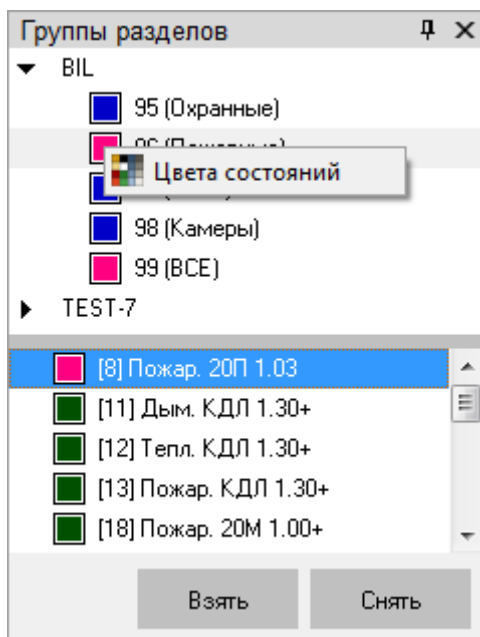 Группы разделов
BIL
95 (Охранные)
Цвета состояний
98 (Камеры)
99 (ВСЕ)
TEST-7
[8] Пожар. 20П 1.03
[11] Дым. КДЛ 1.30+
[12] Тепл. КДЛ 1.30+
[13] Пожар. КДЛ 1.30+
[18] Пожар. 20М 1.00+
Взять
Снять